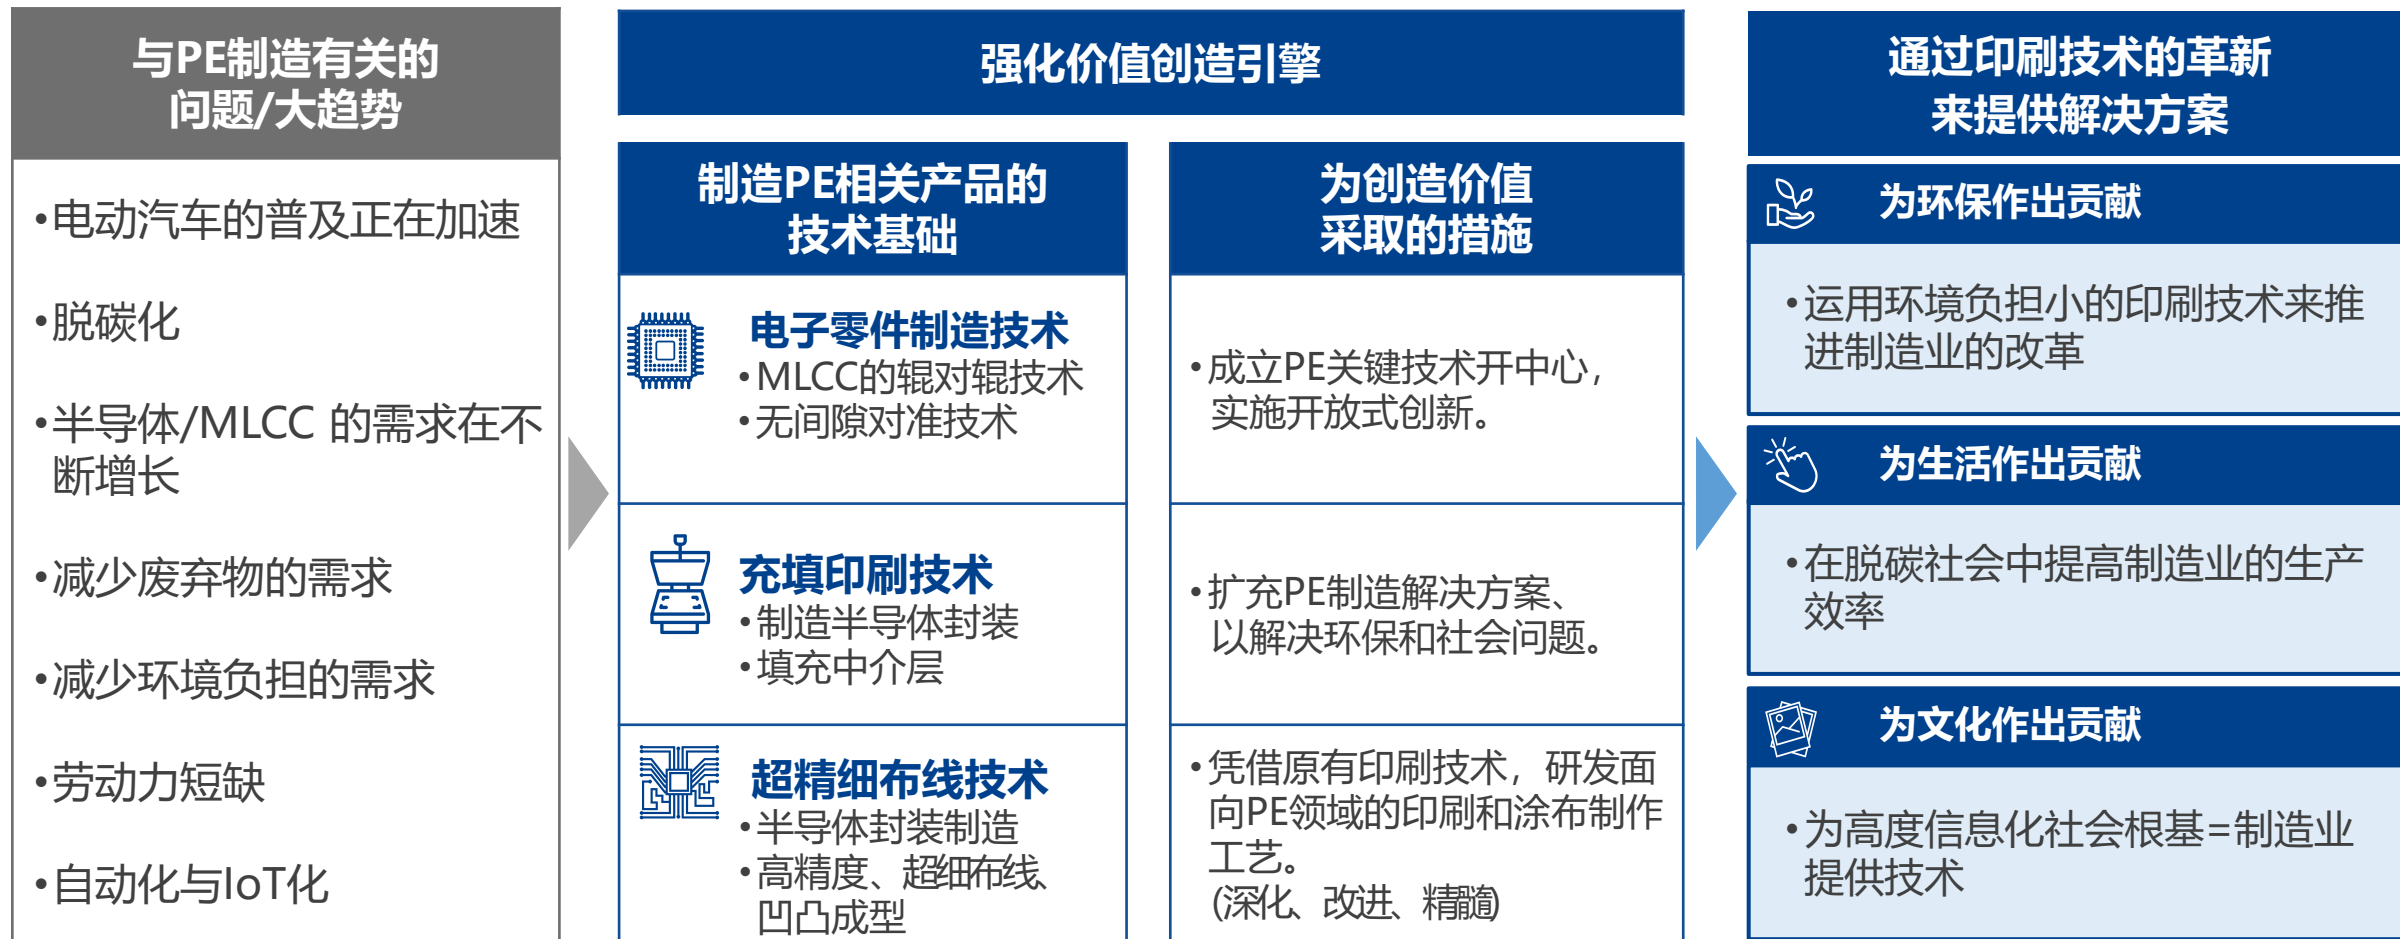 与PE制造有关的
问题/大趋势
•电动汽车的普及正在加速
•脱碳化
•半导体/MLCC 的需求在不
断增长
•减少废弃物的需求
•减少环境负担的需求
•劳动力短缺
•自动化与IoT化
强化价值创造引擎
制造PE相关产品的
技术基础
电子零件制造技术
•MLCC的辊对辊技术
•无间隙对准技术
充填印刷技术
•制造半导体封装
•填充中介层
超精细布线技术
•半导体封装制造
•高精度、超细布线、
凹凸成型
为创造价值
采取的措施
•成立PE关键技术开中心，
实施开放式创新。
•扩充PE制造解决方案、
以解决环保和社会问题。
•凭借原有印刷技术，研发面
向PE领域的印刷和涂布制作
工艺。
(深化、改进、精髓)
通过印刷技术的革新
来提供解决方案
为环保作出贡献
•运用环境负担小的印刷技术来推
进制造业的改革
为生活作出贡献
•在脱碳社会中提高制造业的生产
效率
为文化作出贡献
•为高度信息化社会根基=制造业
提供技术